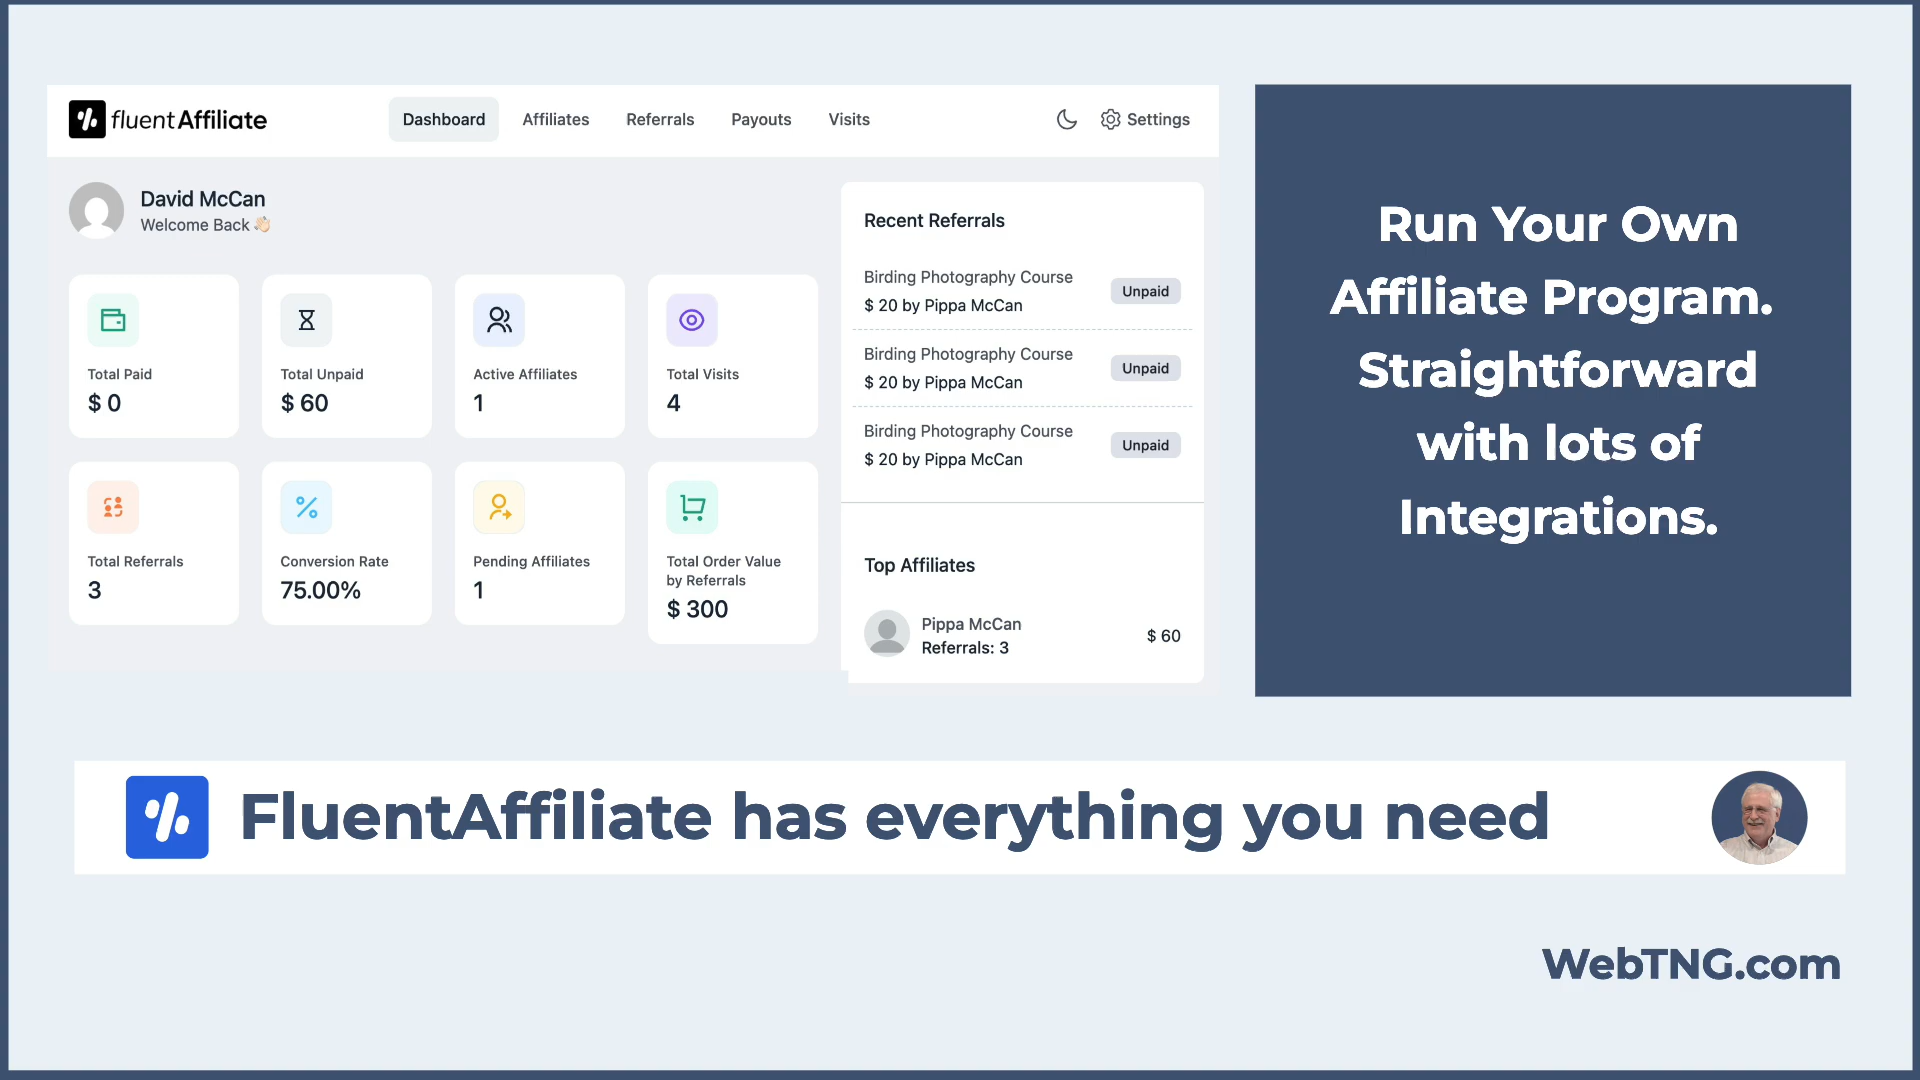 fluentAffiliate
Dashboard
Affiliates
Referrals
Payouts
Visits
Settings
David McCan
Welcome Back 👋🏻
Total Paid
$ 0
Total Unpaid
$ 60
Active Affiliates
1
Total Visits
4
Total Referrals
3
Conversion Rate
75.00%
Pending Affiliates
1
Total Order Value
by Referrals
$ 300
Recent Referrals
Birding Photography Course
$ 20 by Pippa McCan
Unpaid
Birding Photography Course
$ 20 by Pippa McCan
Unpaid
Birding Photography Course
$ 20 by Pippa McCan
Unpaid
Top Affiliates
Pippa McCan
Referrals: 3
$ 60
Run Your Own
Affiliate Program.
Straightforward
with lots of
Integrations.
FluentAffiliate has everything you need
WebTNG.com